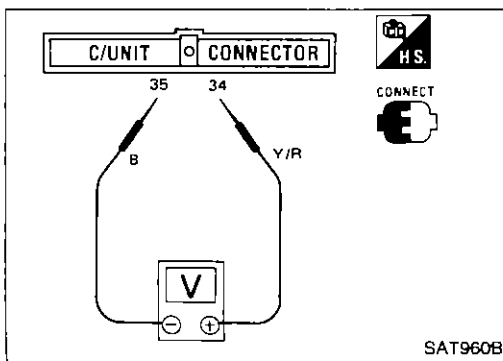 C/UNIT CONNECTOR
H.S.
35 34
CONNECT
B Y/R
V
SAT960B